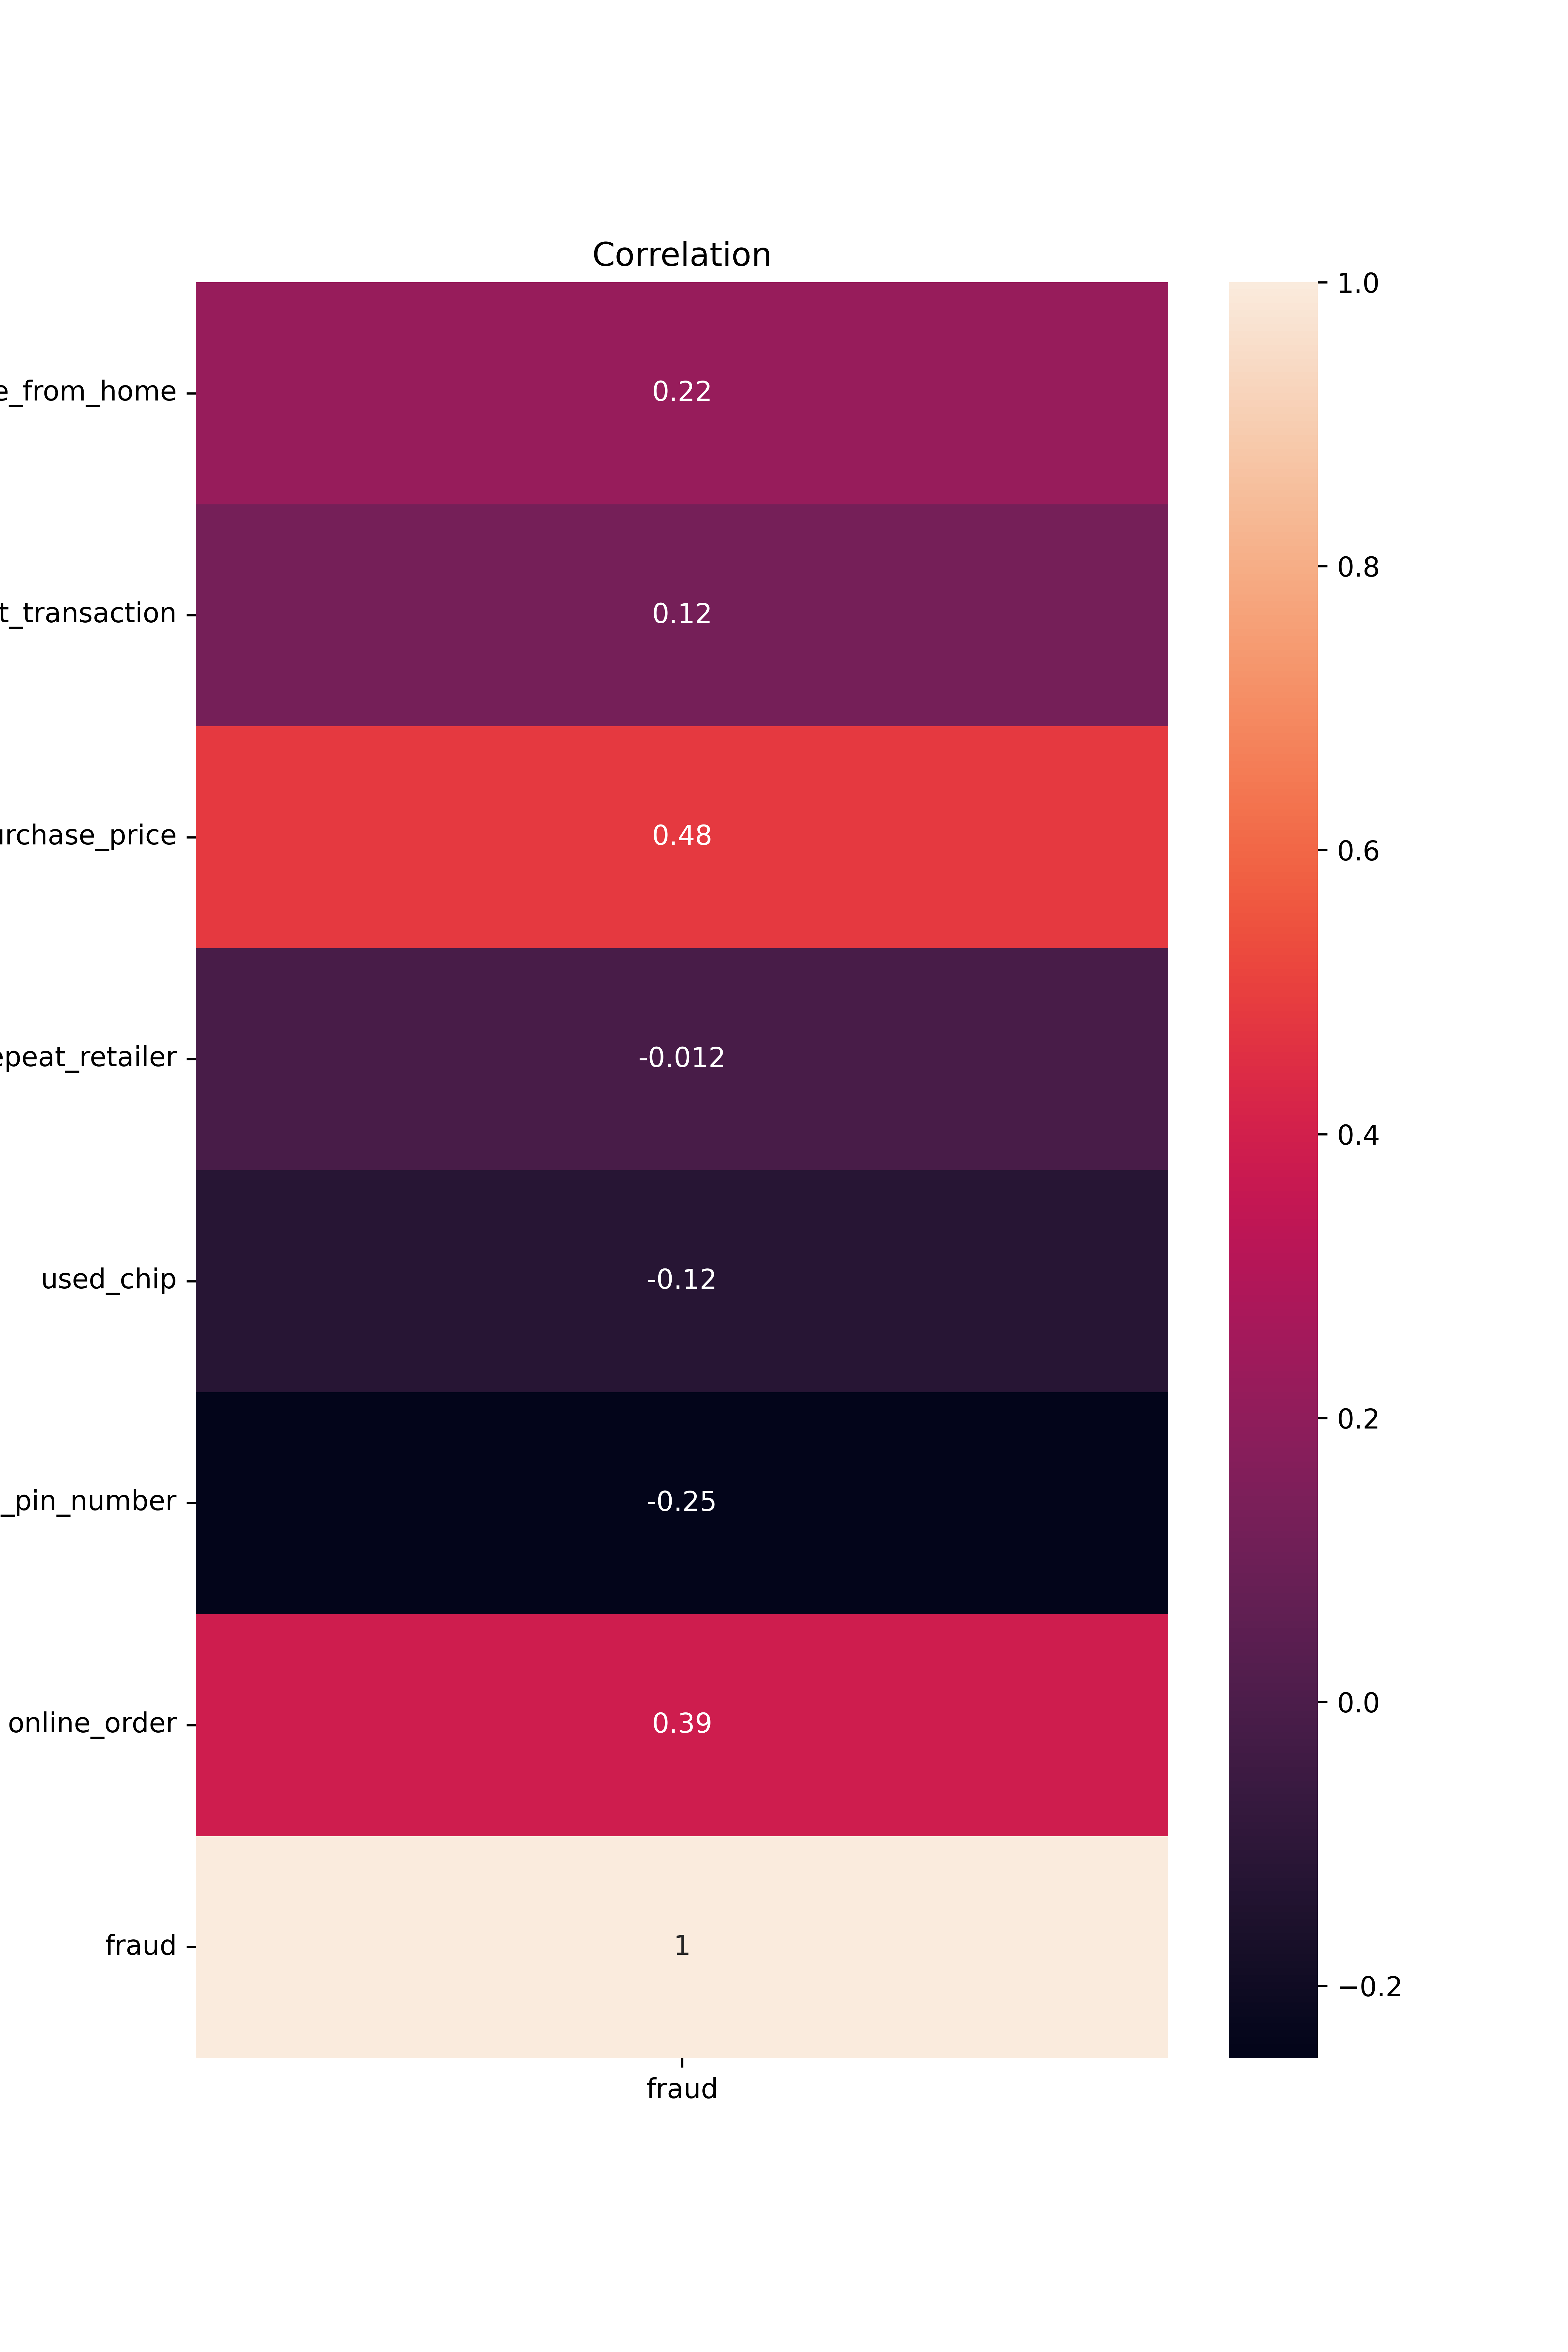 Correlation
e_from_home
0.22
t_transaction
0.12
urchase_price
0.48
epeat_retailer
-0.012
used_chip
-0.12
_pin_number
-0.25
online_order
0.39
fraud
1
fraud
1.0
0.8
0.6
0.4
0.2
0.0
−0.2